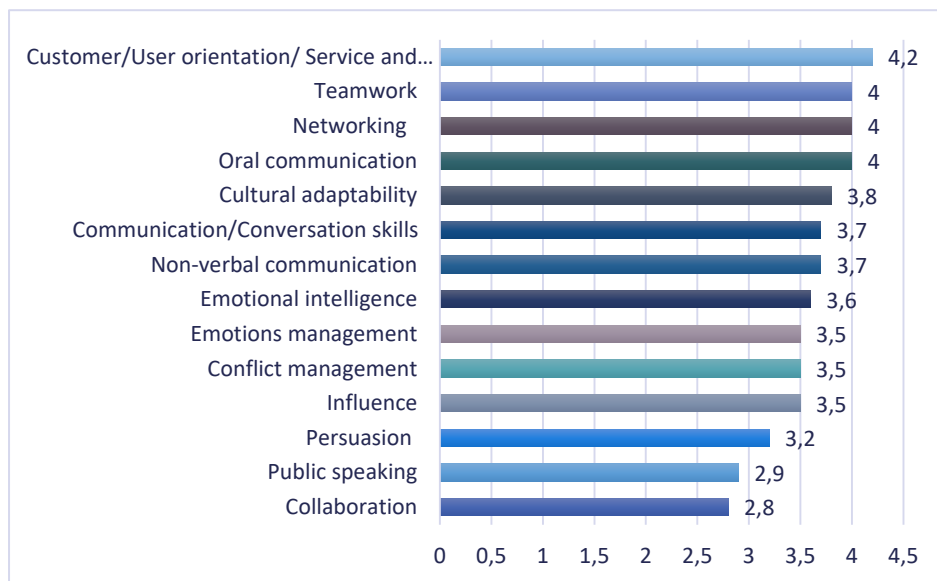 Customer/User orientation/ Service and... 4,2
Teamwork 4
Networking 4
Oral communication 4
Cultural adaptability 3,8
Communication/Conversation skills 3,7
Non-verbal communication 3,7
Emotional intelligence 3,6
Emotions management 3,5
Conflict management 3,5
Influence 3,5
Persuasion 3,2
Public speaking 2,9
Collaboration 2,8
0 0,5 1 1,5 2 2,5 3 3,5 4 4,5